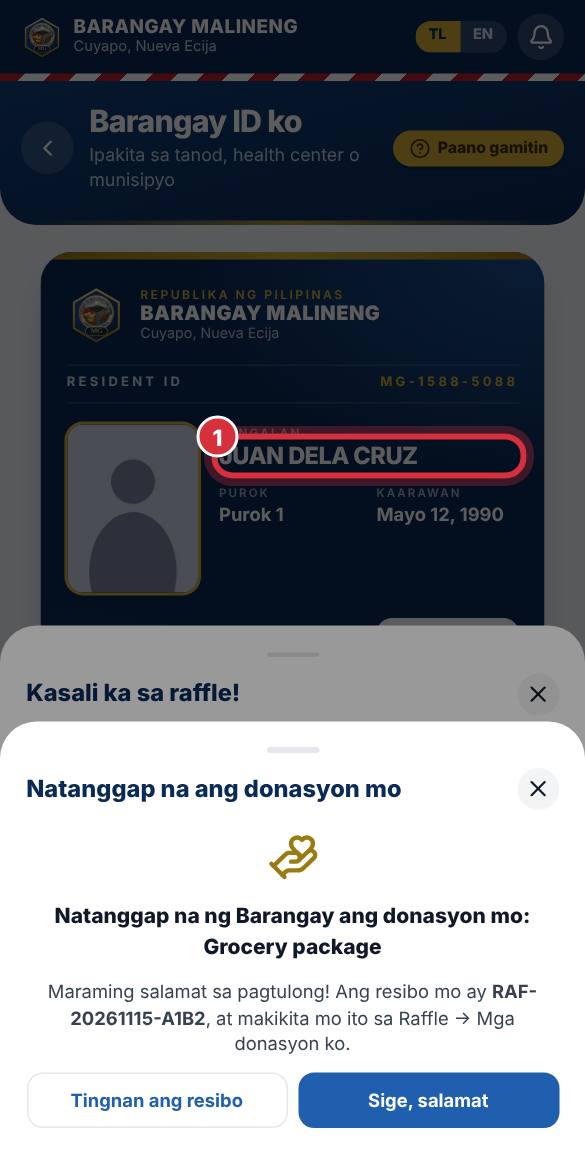 BARANGAY MALINENG
Cuyapo, Nueva Ecija
TL EN
Barangay ID ko
Ipakita sa tanod, health center o
munisipyo
Paano gamitin
REPUBLIKA NG PILIPINAS
BARANGAY MALINENG
Cuyapo, Nueva Ecija
RESIDENT ID
MG-1588-5088
1
JUAN DELA CRUZ
PUROK
KAARAWAN
Purok 1
Mayo 12, 1990
Kasali ka sa raffle!
Natanggap na ang donasyon mo
Natanggap na ng Barangay ang donasyon mo:
Grocery package
Maraming salamat sa pagtulong! Ang resibo mo ay RAF-
20261115-A1B2, at makikita mo ito sa Raffle → Mga
donasyon ko.
Tingnan ang resibo
Sige, salamat